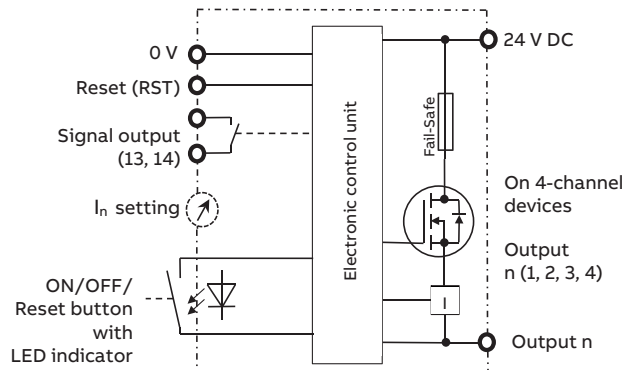 0 V
Reset (RST)
Signal output
(13, 14)
In setting
ON/OFF/
Reset button
with
LED indicator
Electronic control unit
24 V DC
Fail-Safe
On 4-channel
devices
Output
n (1, 2, 3, 4)
I
Output n